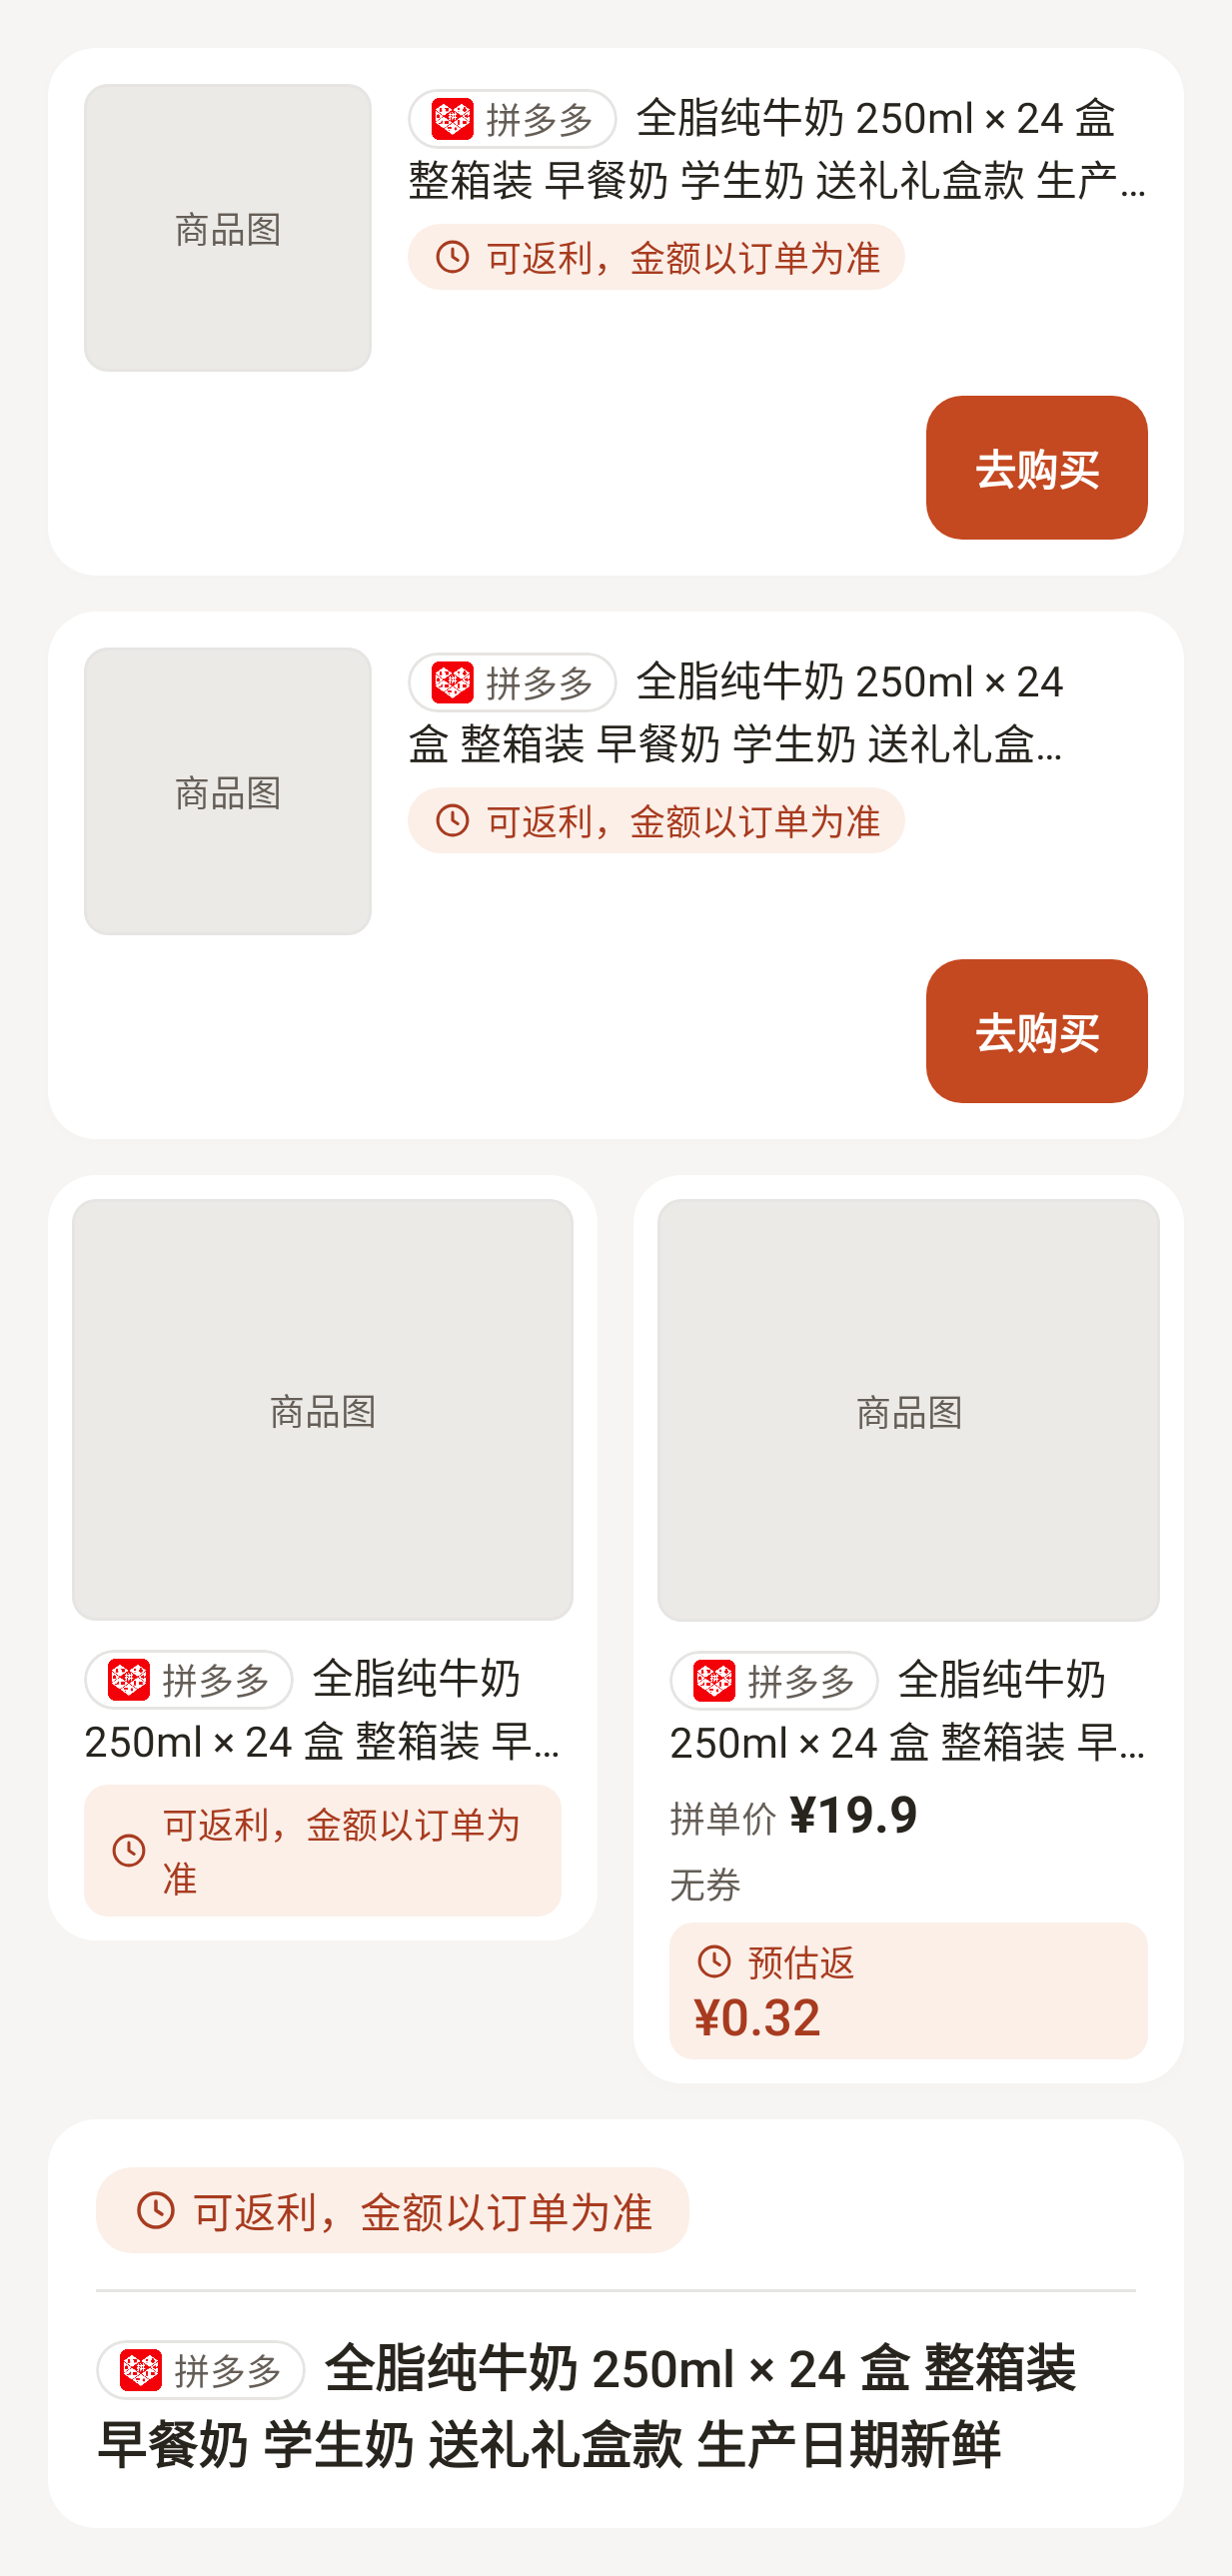 商品图
拼多多 全脂纯牛奶 250ml × 24 盒
整箱装 早餐奶 学生奶 送礼礼盒款 生产…
可返利，金额以订单为准
去购买
商品图
拼多多 全脂纯牛奶 250ml × 24
盒 整箱装 早餐奶 学生奶 送礼礼盒…
可返利，金额以订单为准
去购买
商品图
拼多多 全脂纯牛奶
250ml × 24 盒 整箱装 早…
可返利，金额以订单为
准
商品图
拼多多 全脂纯牛奶
250ml × 24 盒 整箱装 早…
拼单价 ¥19.9
无券
预估返
¥0.32
可返利，金额以订单为准
拼多多 全脂纯牛奶 250ml × 24 盒 整箱装
早餐奶 学生奶 送礼礼盒款 生产日期新鲜